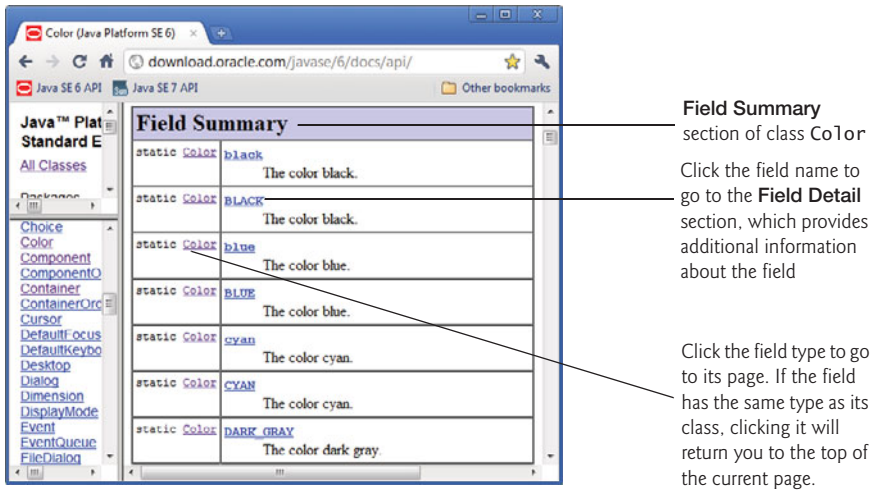 Color (Java Platform SE 6)
download.oracle.com/javase/6/docs/api/
Java SE 6 API
Java SE 7 API
Other bookmarks
Java™ Plat
Standard E
All Classes
Packages
Choice
Color
Component
ComponentO
Container
ContainerOrd
Cursor
DefaultFocus
DefaultKeybo
Desktop
Dialog
Dimension
DisplayMode
Event
EventQueue
FileDialog
Field Summary
static Color black
The color black.
static Color BLACK
The color black.
static Color blue
The color blue.
static Color BLUE
The color blue.
static Color cyan
The color cyan.
static Color CYAN
The color cyan.
static Color DARK_GRAY
The color dark gray.
Field Summary
section of class Color
Click the field name to
go to the Field Detail
section, which provides
additional information
about the field
Click the field type to go
to its page. If the field
has the same type as its
class, clicking it will
return you to the top of
the current page.